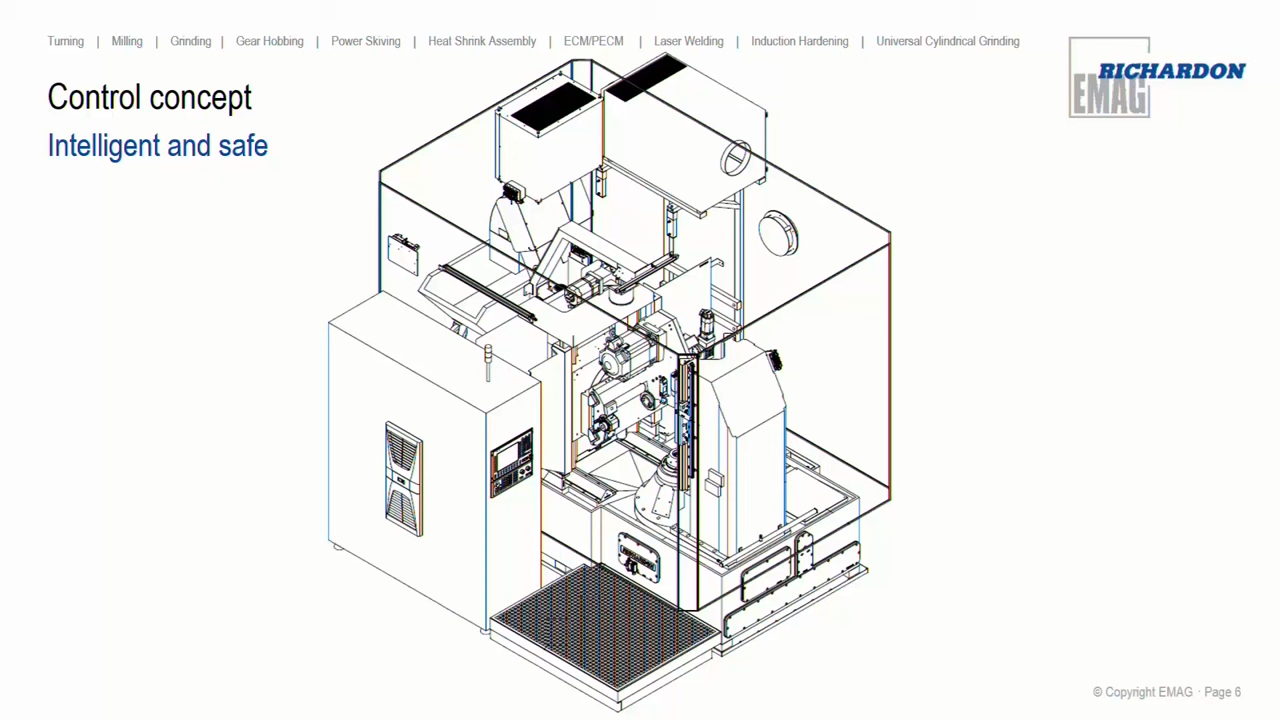 Turning | Milling | Grinding | Gear Hobbing | Power Skiving | Heat Shrink Assembly | ECM/PECM | Laser Welding | Induction Hardening | Universal Cylindrical Grinding
RICHARDON
EMAG
Control concept
Intelligent and safe
© Copyright EMAG · Page 6